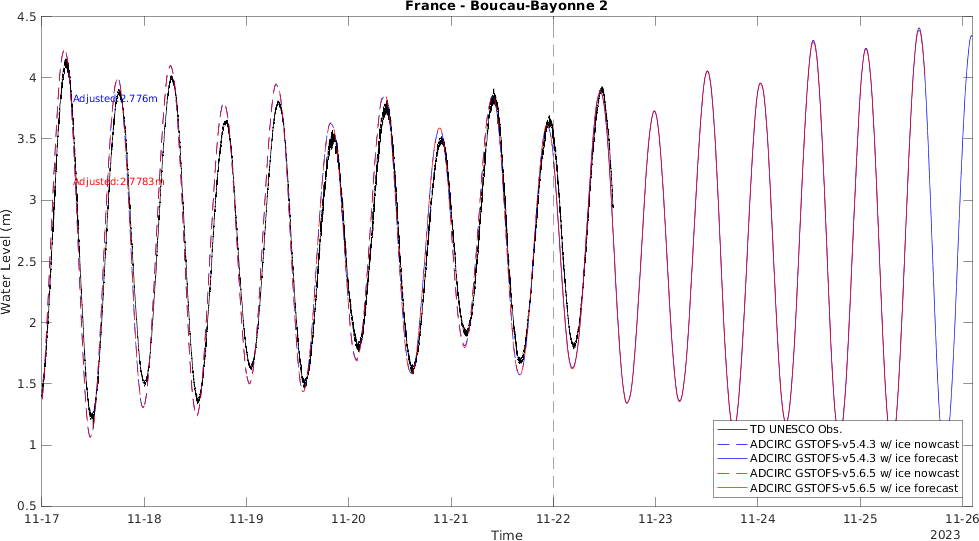 France - Boucau-Bayonne 2
4.5
4
3.5
3
2.5
2
1.5
1
0.5
Water Level (m)
Adjusted:2.776m
Adjusted:2.7783m
TD UNESCO Obs.
ADCIRC GSTOFS-v5.4.3 w/ ice nowcast
ADCIRC GSTOFS-v5.4.3 w/ ice forecast
ADCIRC GSTOFS-v5.6.5 w/ ice nowcast
ADCIRC GSTOFS-v5.6.5 w/ ice forecast
11-17 11-18 11-19 11-20 11-21 11-22 11-23 11-24 11-25 11-26
Time
2023